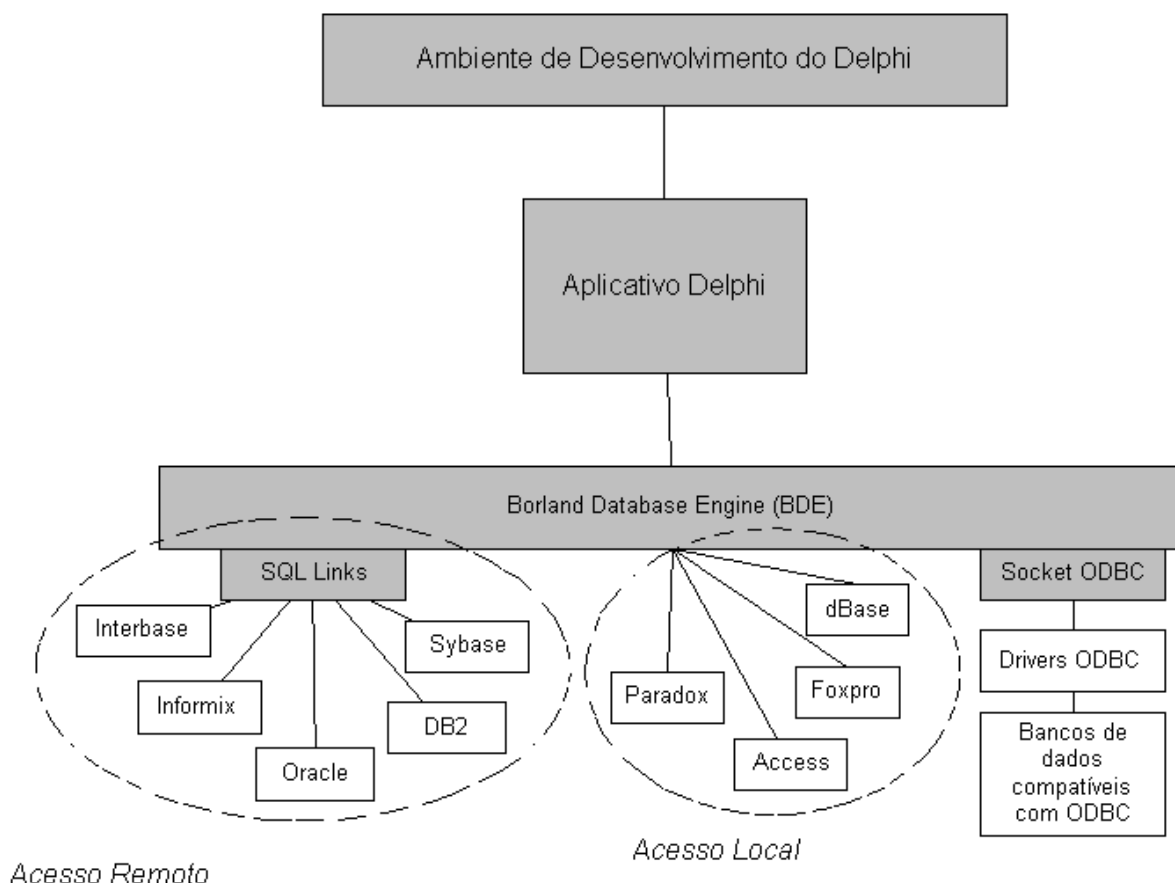 Ambiente de Desenvolvimento do Delphi
Aplicativo Delphi
Borland Database Engine (BDE)
SQL Links
Socket ODBC
Interbase
Sybase
dBase
Drivers ODBC
Informix
DB2
Paradox
Foxpro
Oracle
Access
Bancos de
dados
compatíveis
com ODBC
Acesso Local
Acesso Remoto